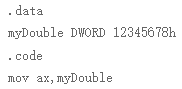 .data
myDouble DWORD 12345678h
.code
mov ax,myDouble